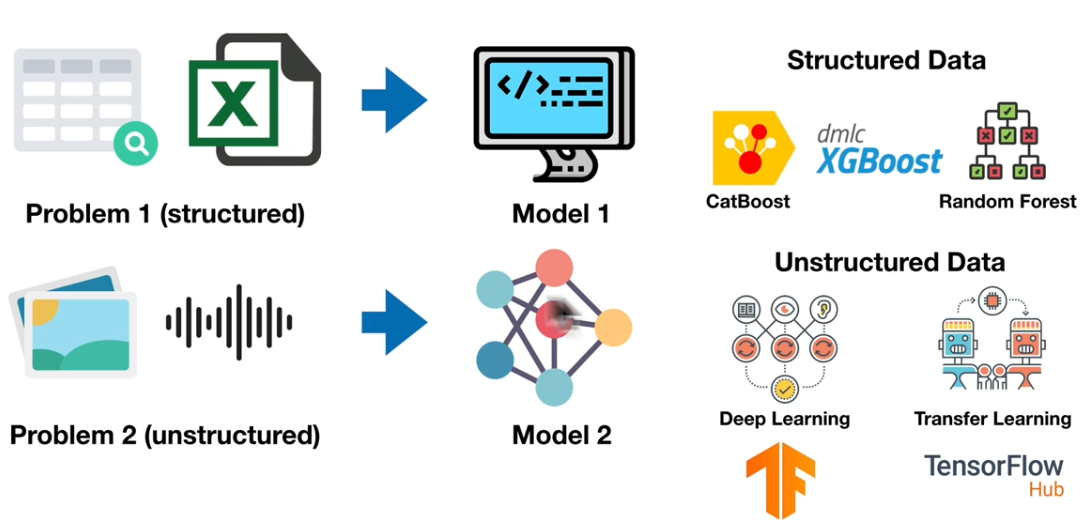 Structured Data
CatBoost
dmlc
XGBoost
Random Forest
X
</>
Problem 1 (structured)
Model 1
Unstructured Data
Deep Learning
Transfer Learning
Problem 2 (unstructured)
Model 2
TensorFlow
Hub